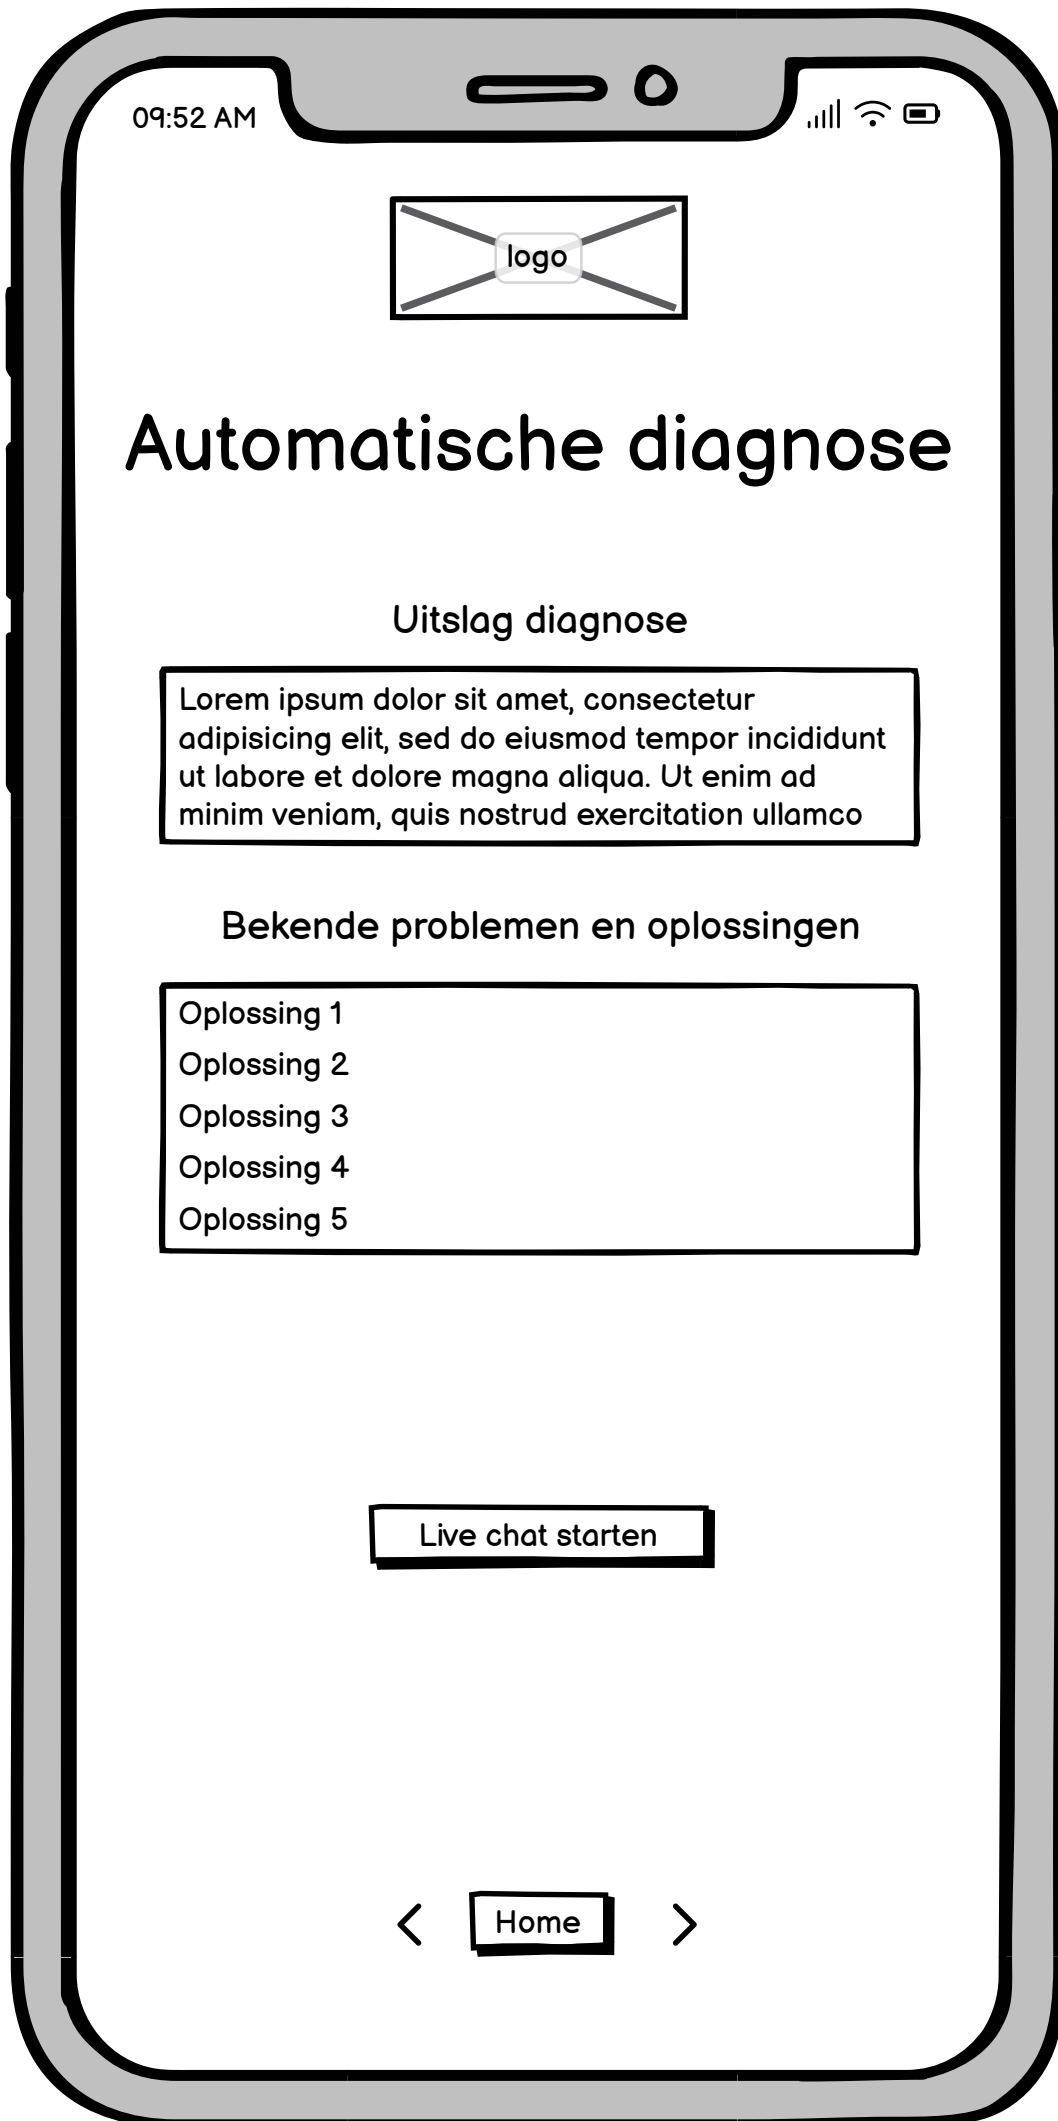 09:52 AM
logo
Automatische diagnose
Uitslag diagnose
Lorem ipsum dolor sit amet, consectetur
adipisicing elit, sed do eiusmod tempor incididunt
ut labore et dolore magna aliqua. Ut enim ad
minim veniam, quis nostrud exercitation ullamco
Bekende problemen en oplossingen
Oplossing 1
Oplossing 2
Oplossing 3
Oplossing 4
Oplossing 5
Live chat starten
Home